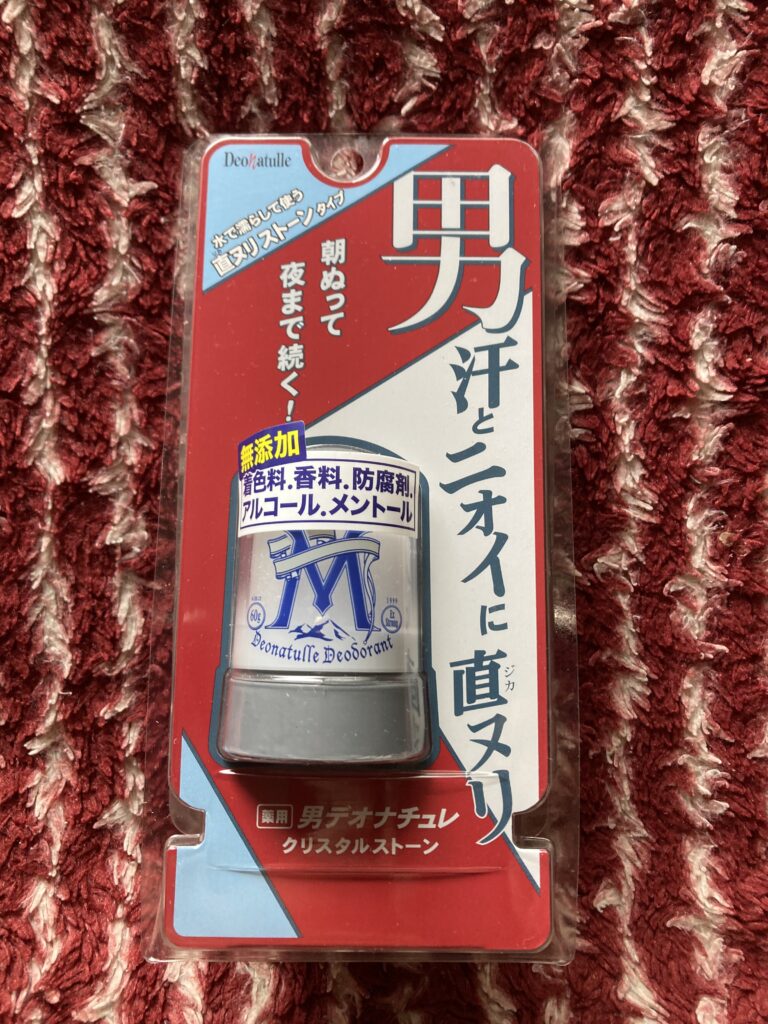 Deonatulle
水で濡らして使う
直ヌリストーンタイプ
朝ぬって
夜まで続く！
男
汗とニオイに直ヌリ
ジカ
無添加
着色料.香料.防腐剤.
アルコール.メントール
M
60g
1999
Ex
Strong
Deonatulle Deodorant
薬用 男デオナチュレ
クリスタルストーン